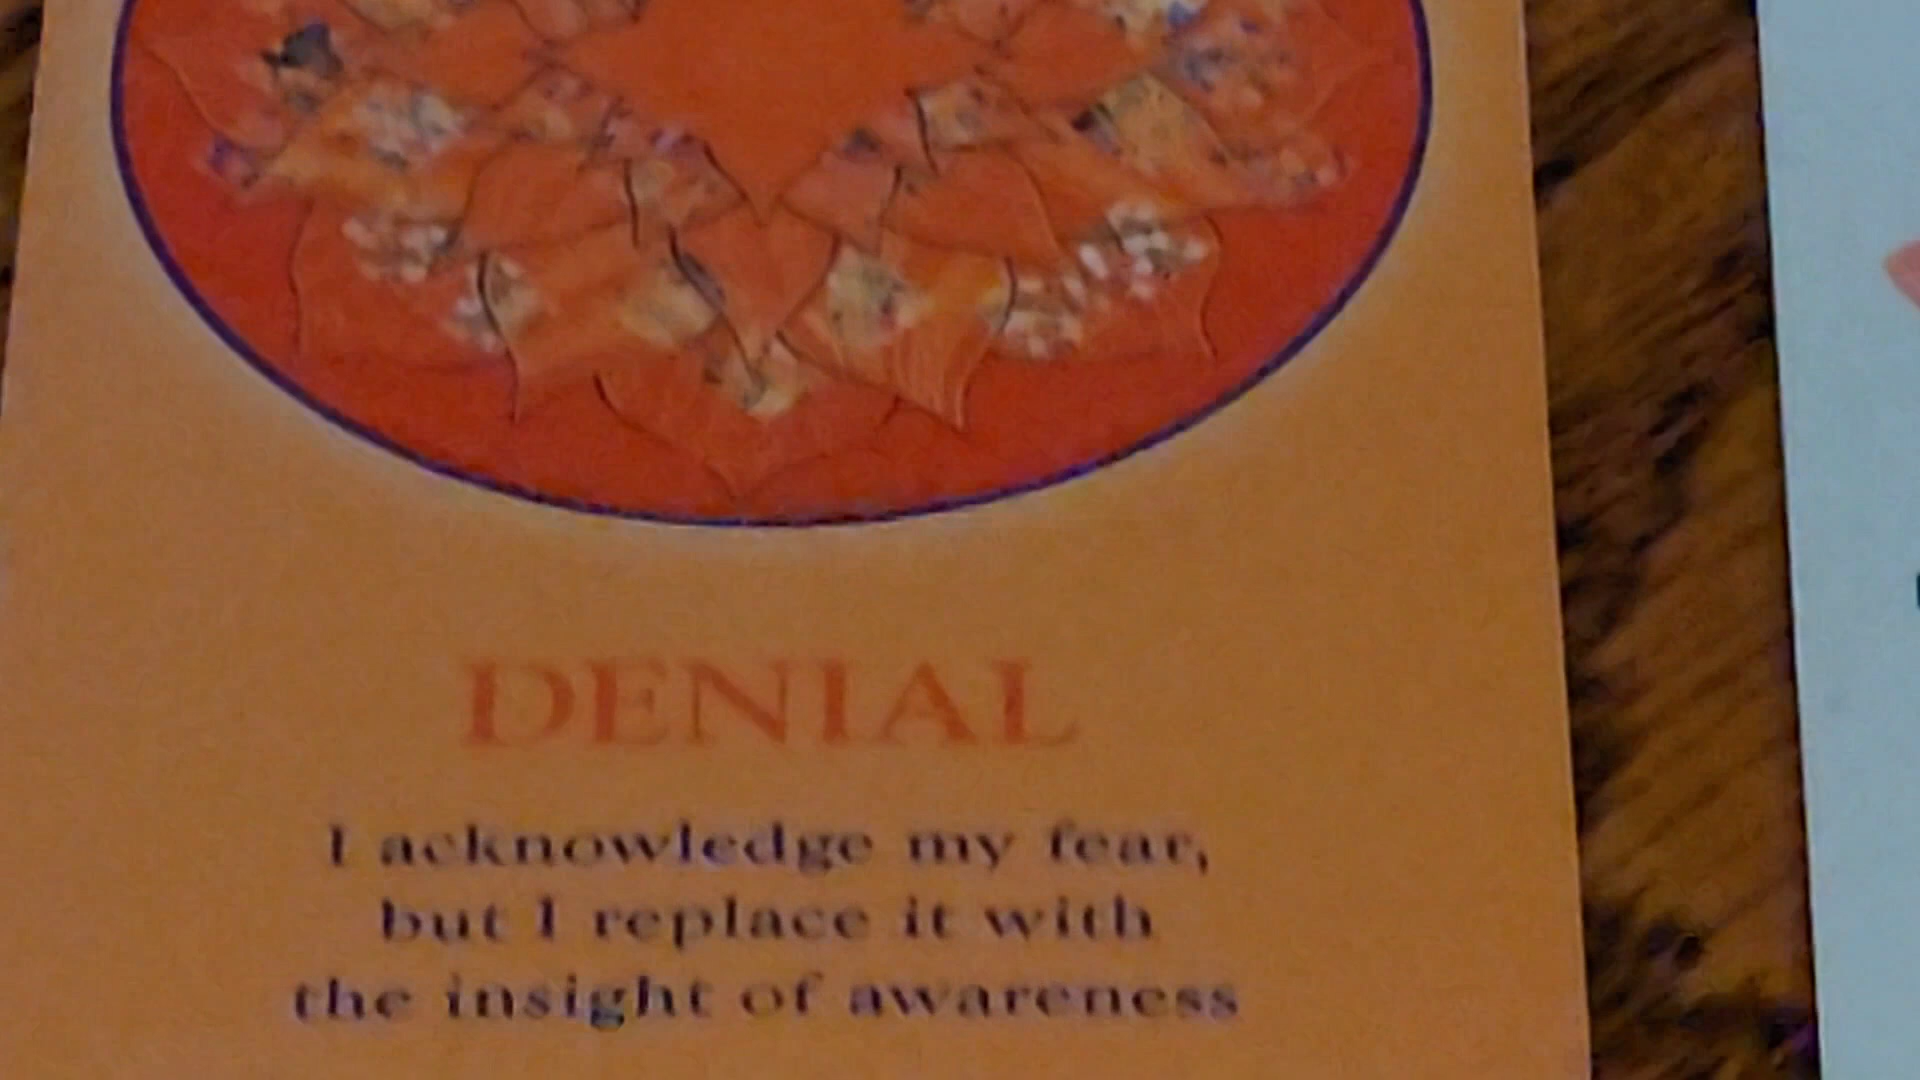 DENIAL
I acknowledge my fear,
but I replace it with
the insight of awareness